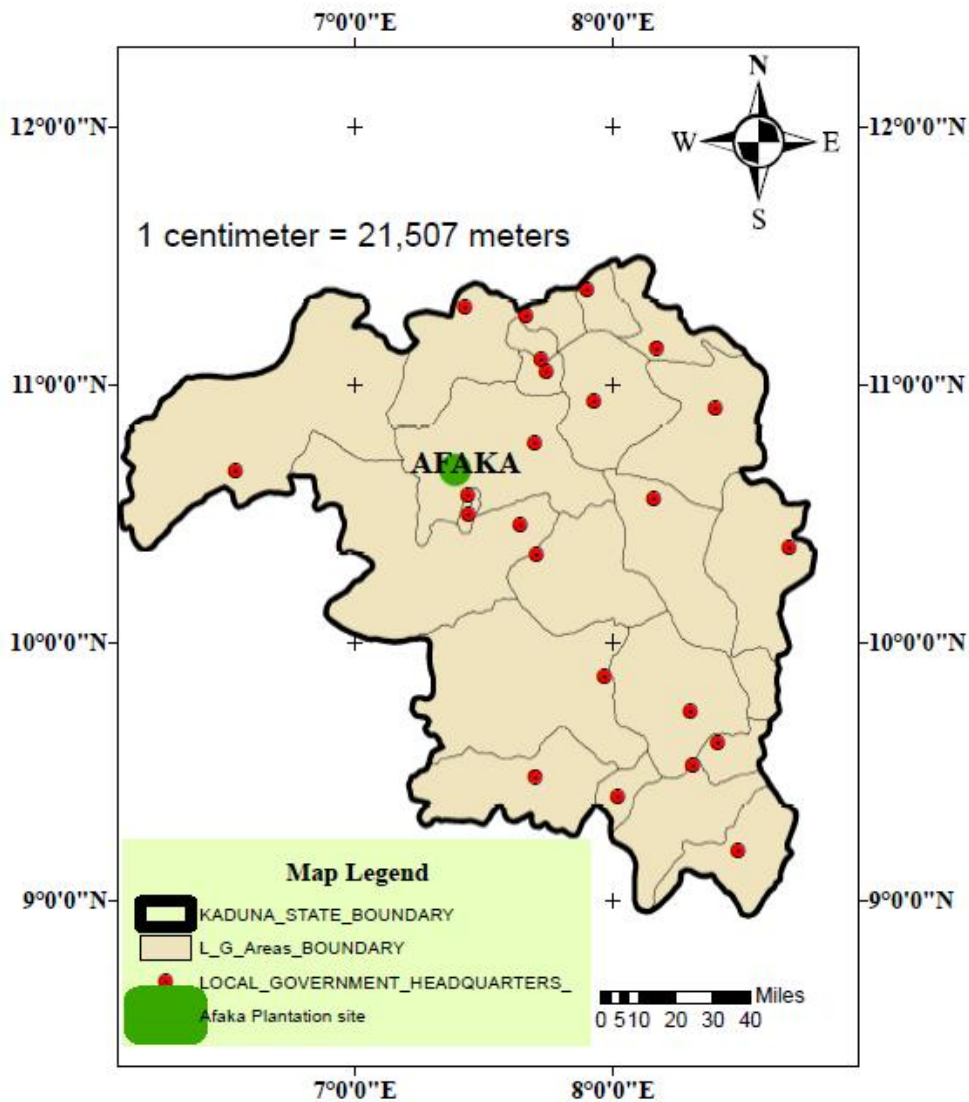 7°0'0"E 8°0'0"E
N
12°0'0"N 12°0'0"N
W E
S
1 centimeter = 21,507 meters
11°0'0"N 11°0'0"N
AFAKA
10°0'0"N 10°0'0"N
Map Legend
9°0'0"N 9°0'0"N
KADUNA_STATE_BOUNDARY
L_G_Areas_BOUNDARY
LOCAL_GOVERNMENT_HEADQUARTERS_
Miles
Afaka Plantation site
0 5 10 20 30 40
7°0'0"E 8°0'0"E